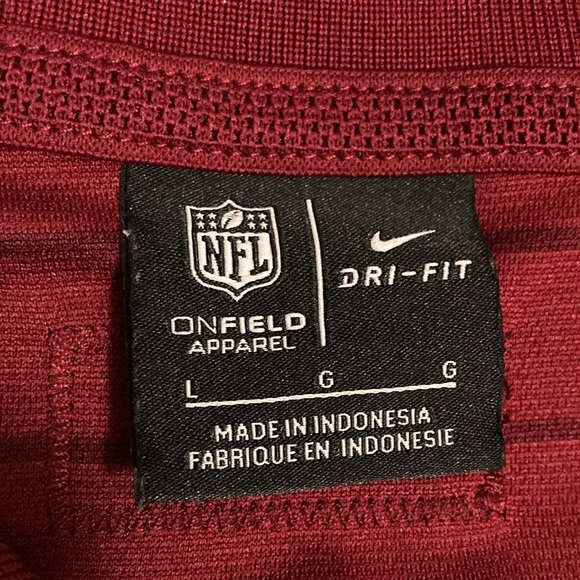 NFL
ONFIELD
APPAREL
DRI-FIT
L G G
MADE IN INDONESIA
FABRIQUE EN INDONESIE